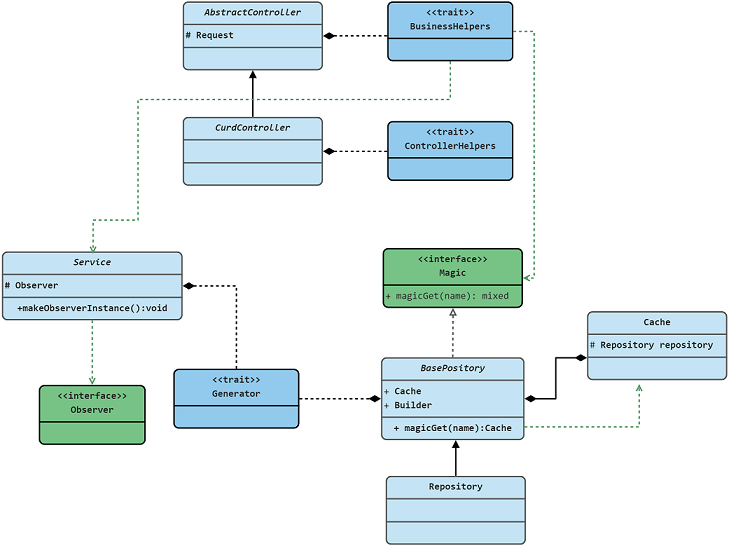 AbstractController
# Request
<<trait>>
BusinessHelpers
CurdController
<<trait>>
ControllerHelpers
Service
# Observer
+makeObserverInstance():void
<<interface>>
Magic
+ magicGet(name): mixed
Cache
# Repository repository
<<interface>>
Observer
<<trait>>
Generator
BasePository
+ Cache
+ Builder
+ magicGet(name):Cache
Repository